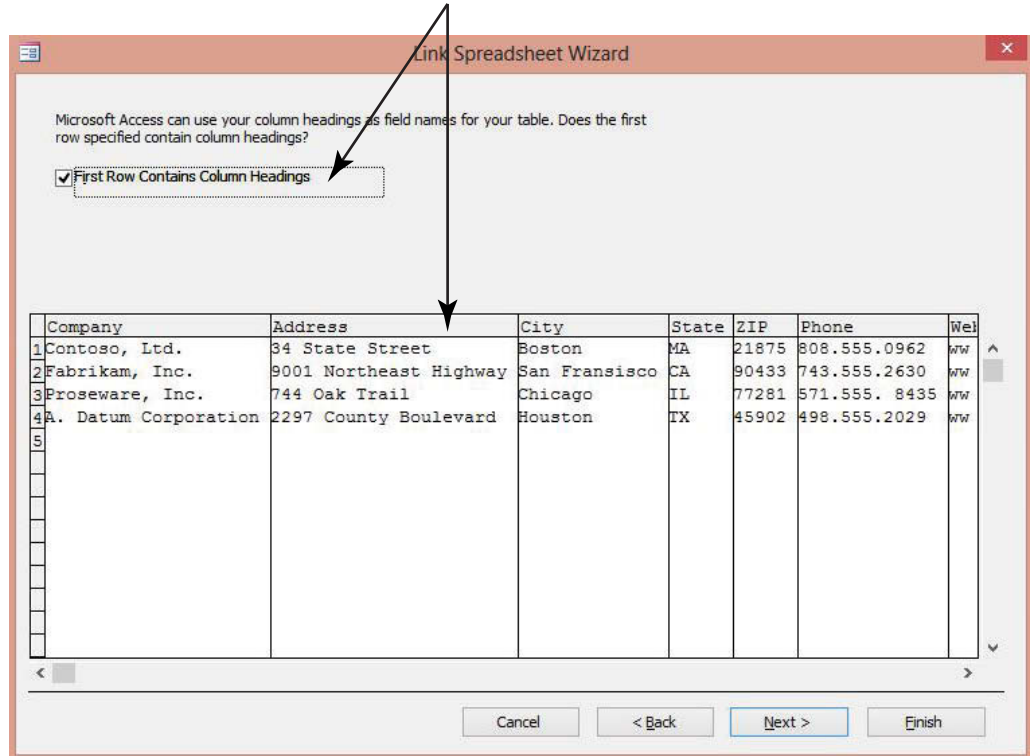 Link Spreadsheet Wizard
Microsoft Access can use your column headings as field names for your table. Does the first
row specified contain column headings?
First Row Contains Column Headings
Company Address City State ZIP Phone Wel
1 Contoso, Ltd. 34 State Street Boston MA 21875 808.555.0962 ww
2 Fabrikam, Inc. 9001 Northeast Highway San Fransisco CA 90433 743.555.2630 ww
3 Proseware, Inc. 744 Oak Trail Chicago IL 77281 571.555. 8435 ww
4 A. Datum Corporation 2297 County Boulevard Houston TX 45902 498.555.2029 ww
5
Cancel < Back Next > Finish